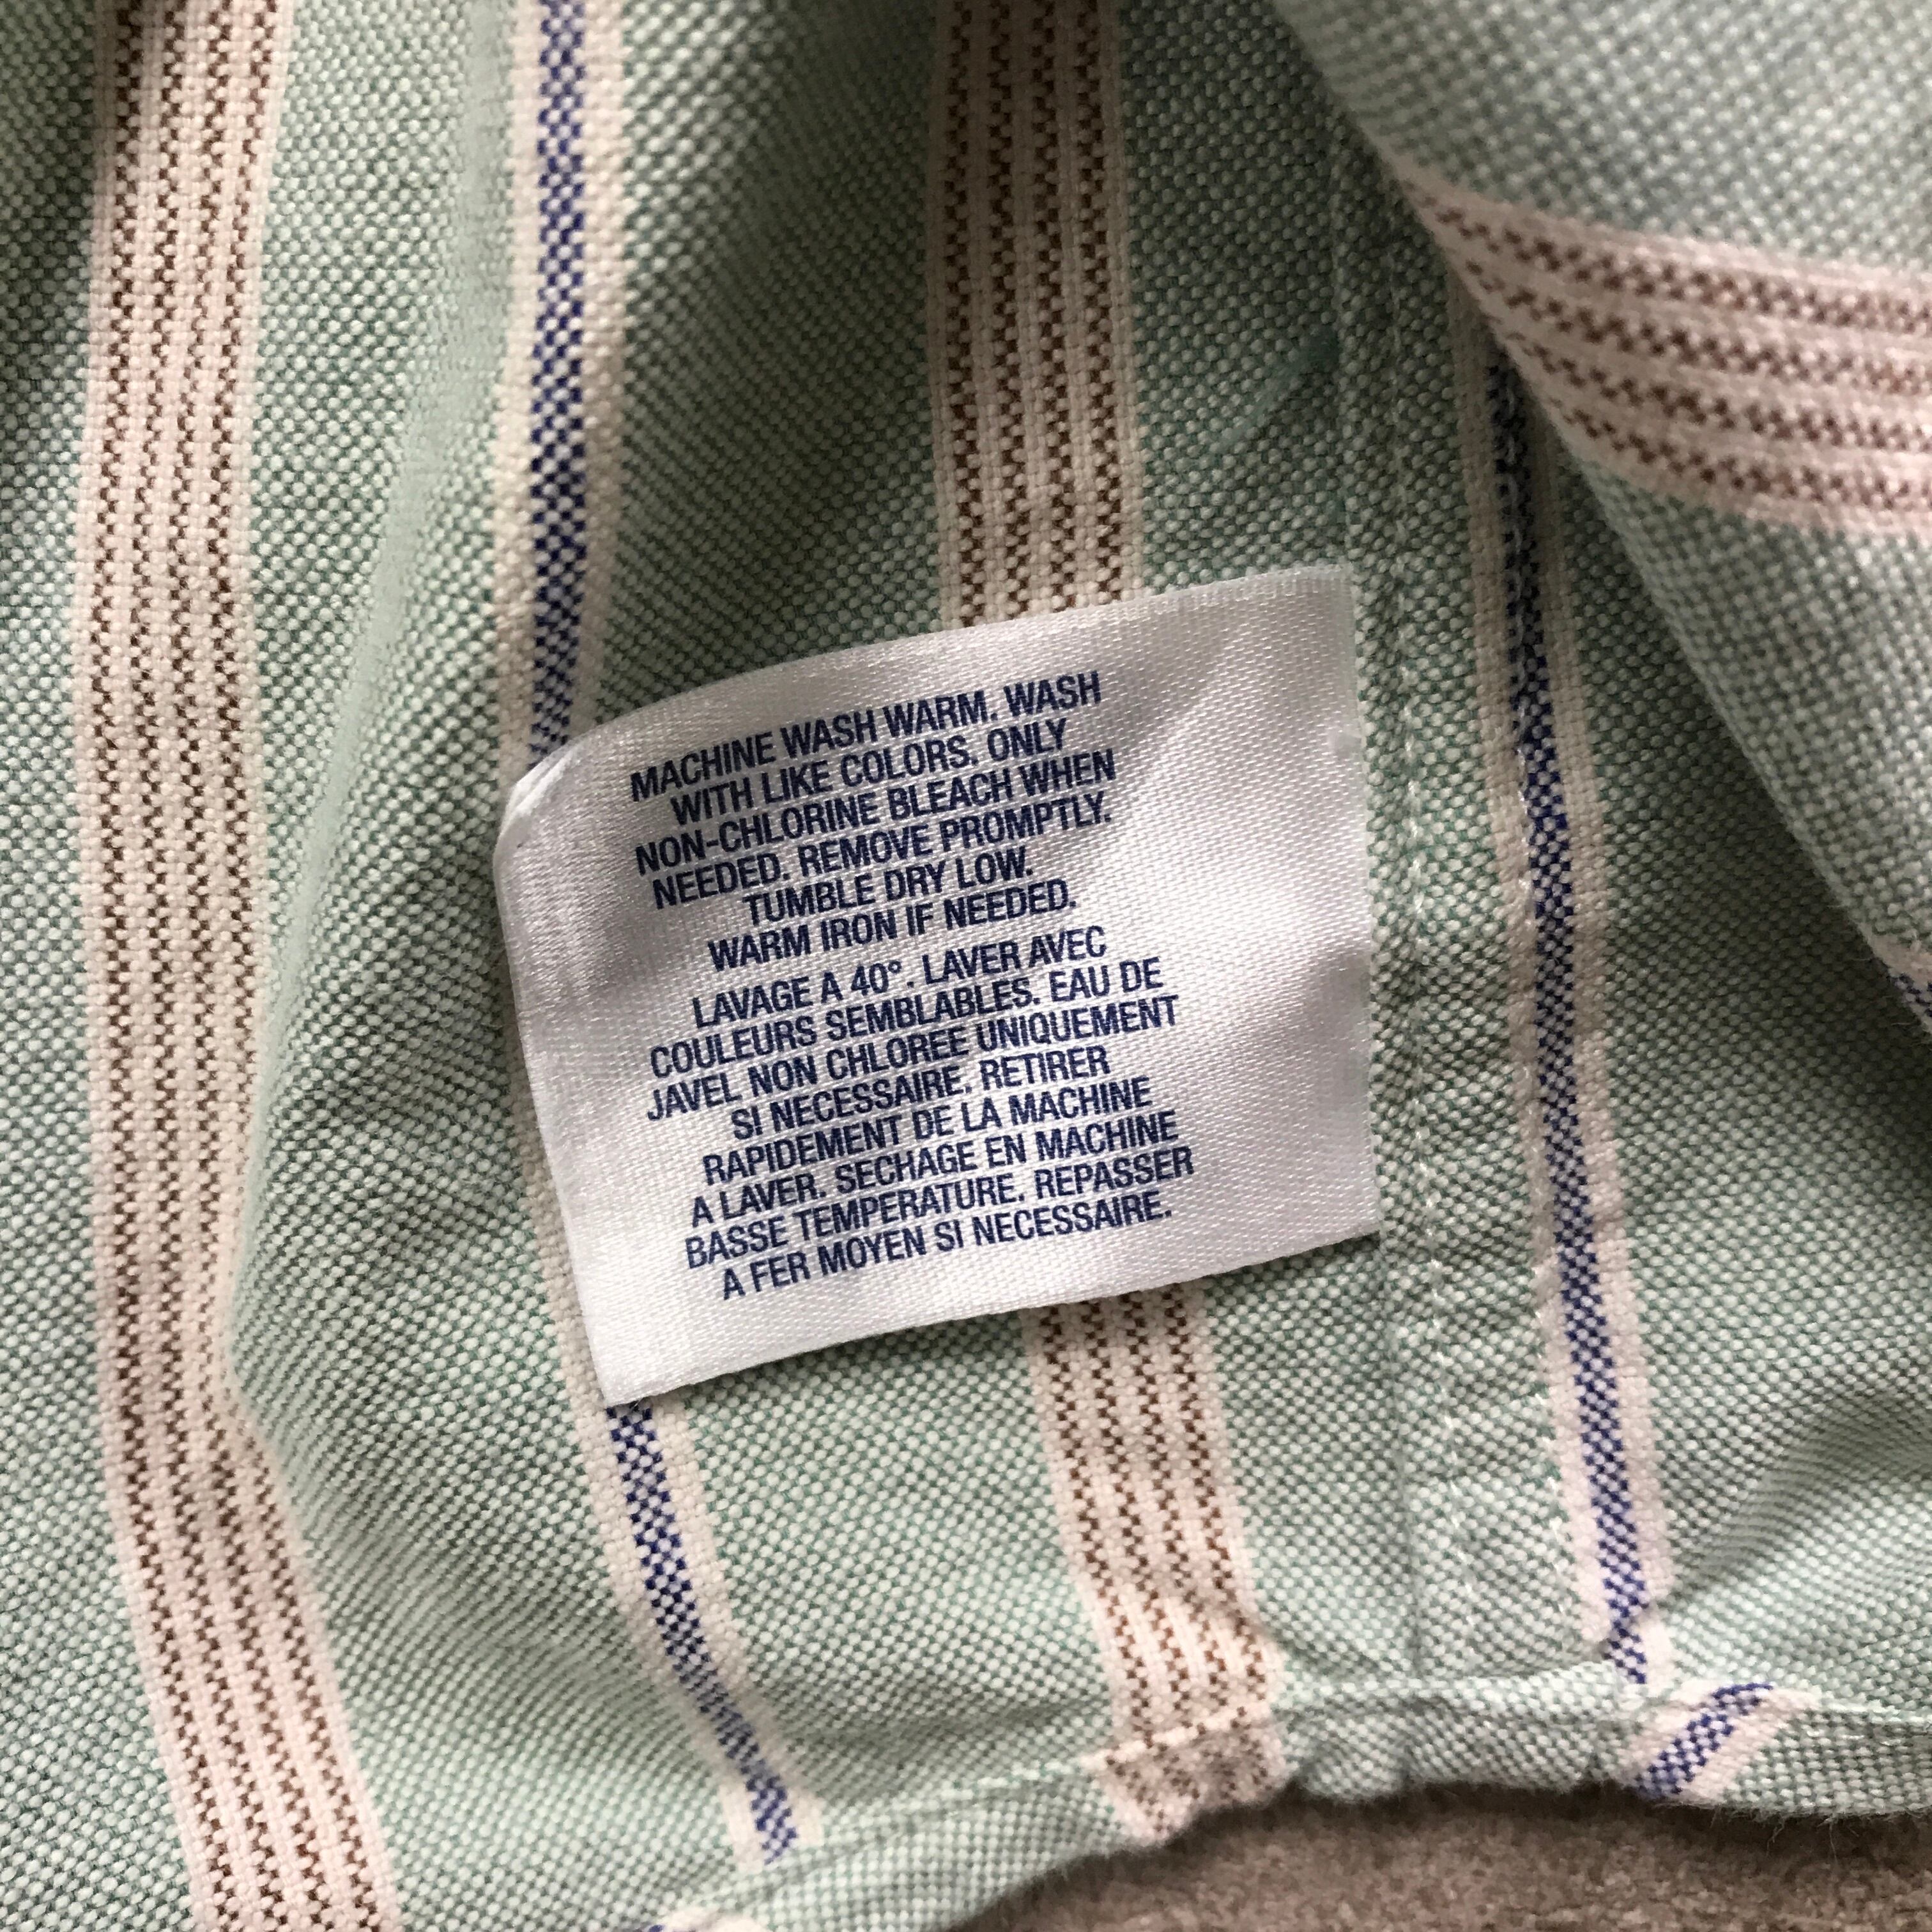 MACHINE WASH WARM. WASH
WITH LIKE COLORS. ONLY
NON-CHLORINE BLEACH WHEN
NEEDED. REMOVE PROMPTLY.
TUMBLE DRY LOW.
WARM IRON IF NEEDED.
LAVAGE A 40°. LAVER AVEC
COULEURS SEMBLABLES. EAU DE
JAVEL NON CHLOREE UNIQUEMENT
SI NECESSAIRE. RETIRER
RAPIDEMENT DE LA MACHINE
A LAVER. SECHAGE EN MACHINE
BASSE TEMPERATURE. REPASSER
A FER MOYEN SI NECESSAIRE.